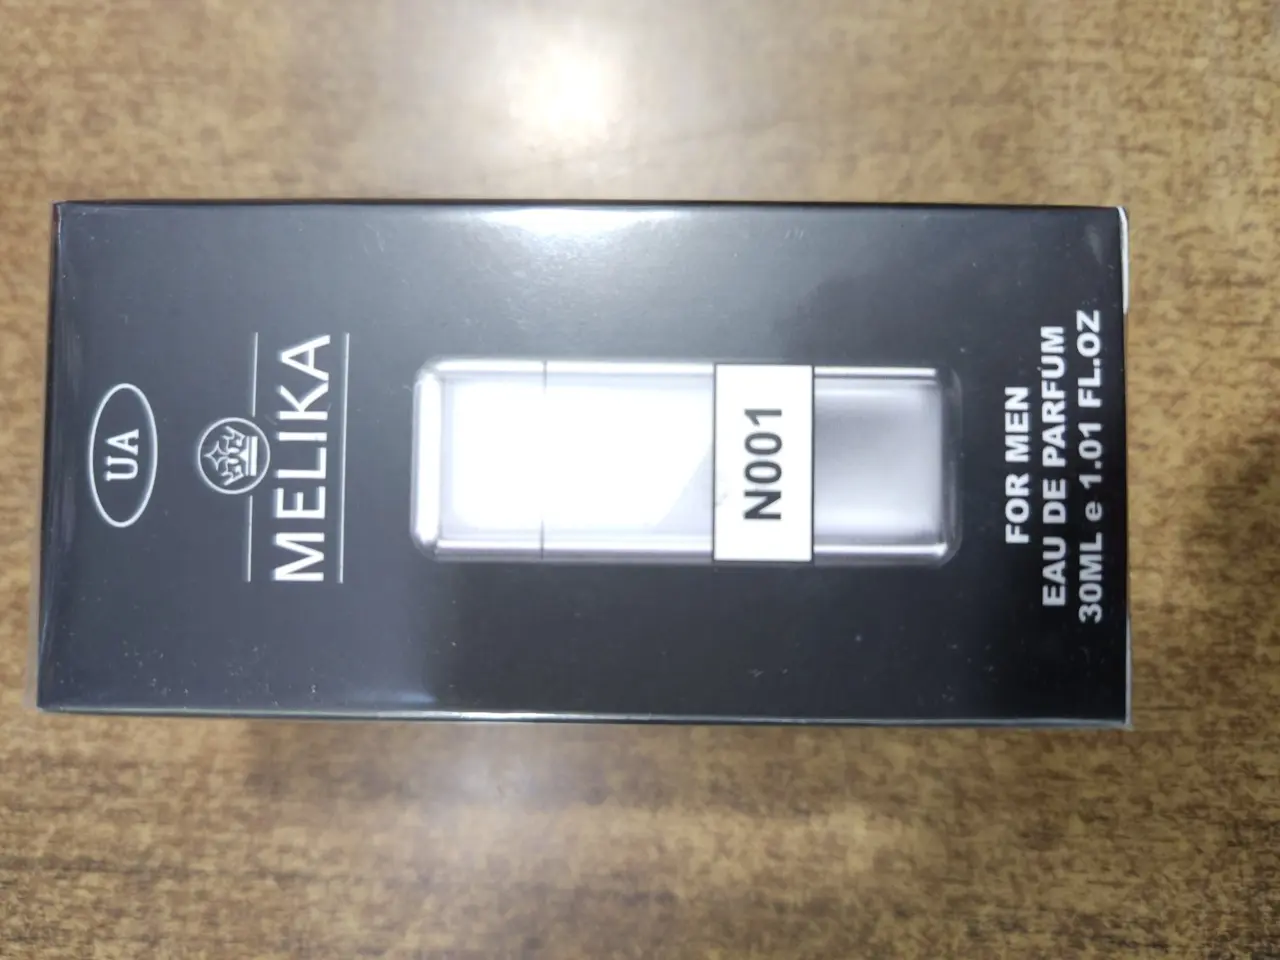 UA
MELIKA
N001
FOR MEN
EAU DE PARFUM
30ML e 1.01 FL.OZ